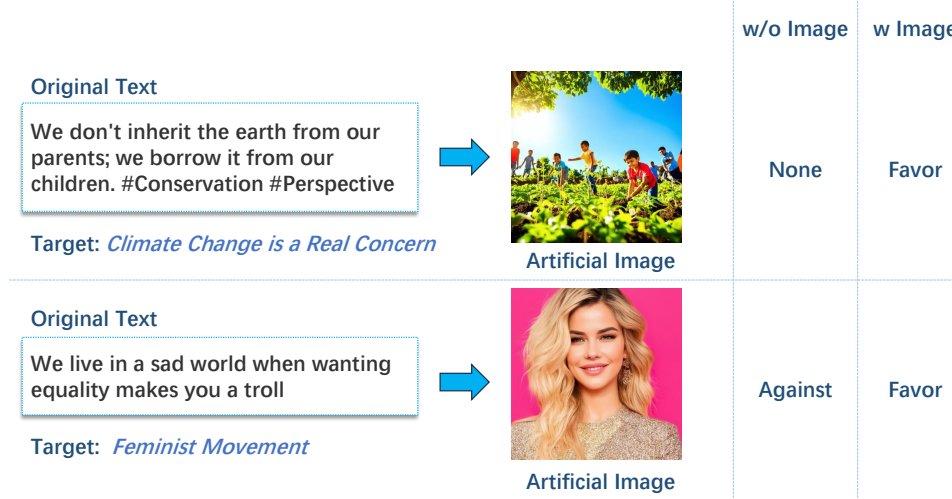 w/o Image
w Image
Original Text
We don't inherit the earth from our
parents; we borrow it from our
children. #Conservation #Perspective
Target: Climate Change is a Real Concern
Artificial Image
None
Favor
Original Text
We live in a sad world when wanting
equality makes you a troll
Target: Feminist Movement
Artificial Image
Against
Favor